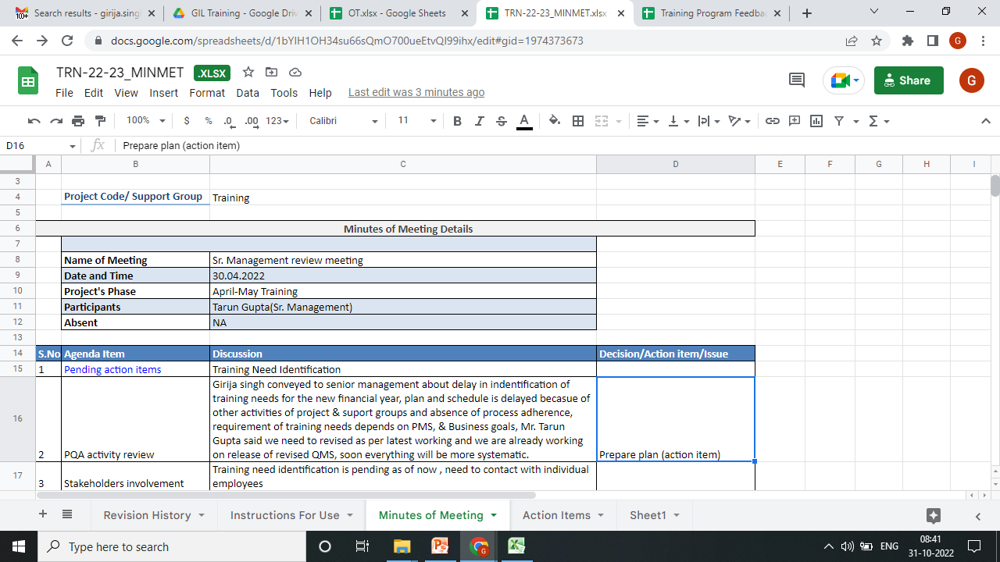 Search results - girija.sing
GIL Training - Google Driv
OT.xlsx - Google Sheets
TRN-22-23_MINMET.xlsx
Training Program Feedba
docs.google.com/spreadsheets/d/1bYIH1OH34su66sQmO700ueEtvQI99ihx/edit#gid=1974373673
G
TRN-22-23_MINMET .XLSX
File Edit View Insert Format Data Tools Help Last edit was 3 minutes ago
Share
G
100% $ % .0 .00 123 Calibri 11 B I S A
D16 fx Prepare plan (action item)
A B C D E F G H I
3
4 Project Code/ Support Group Training
5
6 Minutes of Meeting Details
7
8 Name of Meeting Sr. Management review meeting
9 Date and Time 30.04.2022
10 Project's Phase April-May Training
11 Participants Tarun Gupta(Sr. Management)
12 Absent NA
13
14 S.No Agenda Item Discussion Decision/Action item/Issue
15 1 Pending action items Training Need Identification
Girija singh conveyed to senior management about delay in indentification of
training needs for the new financial year, plan and schedule is delayed becasue of
16 other activities of project & suport groups and absence of process adherence,
requirement of training needs depends on PMS, & Business goals, Mr. Tarun
Gupta said we need to revised as per latest working and we are already working
2 PQA activity review on release of revised QMS, soon everything will be more systematic. Prepare plan (action item)
17 Training need identification is pending as of now , need to contact with individual
3 Stakeholders involvement employees
Revision History Instructions For Use Minutes of Meeting Action Items Sheet1
Type here to search
ENG
08:41
31-10-2022